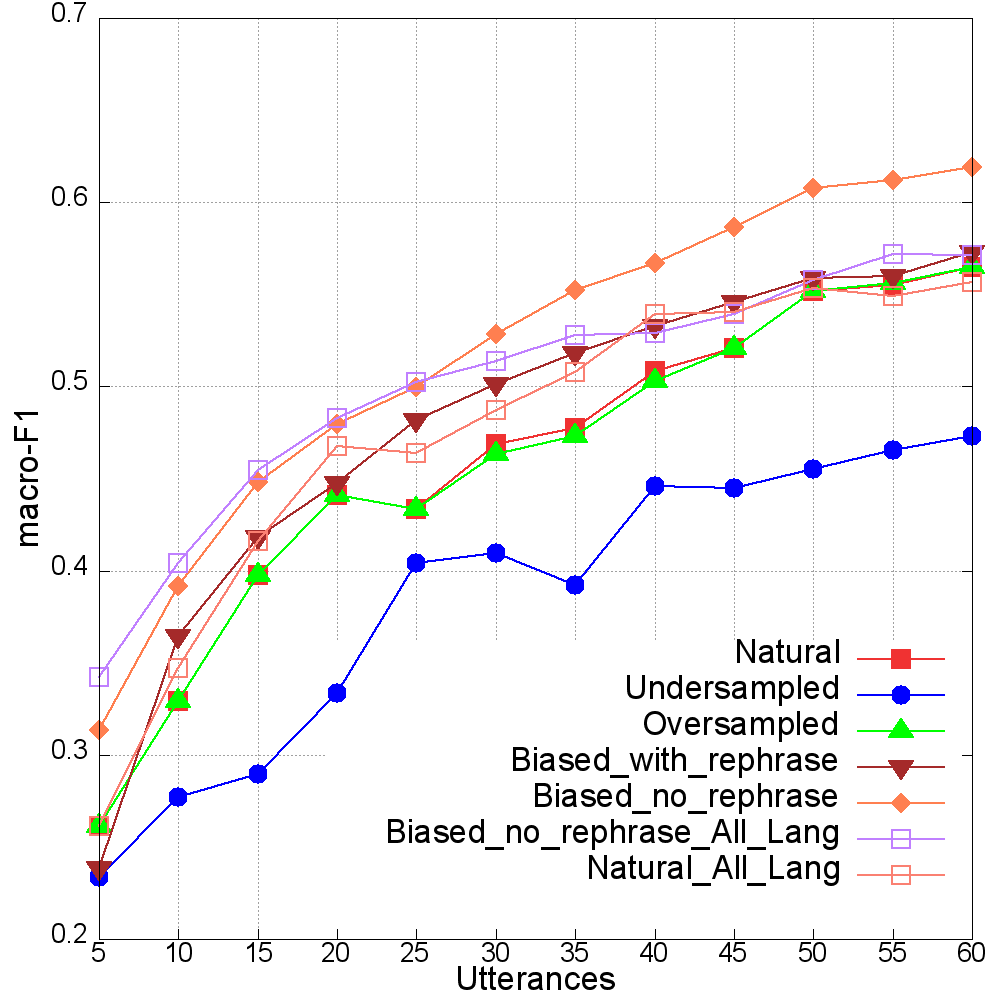 0.7
0.6
0.5
0.4
0.3
0.2
macro-F1
Natural
Undersampled
Oversampled
Biased_with_rephrase
Biased_no_rephrase
Biased_no_rephrase_All_Lang
Natural_All_Lang
5 10 15 20 25 30 35 40 45 50 55 60
Utterances